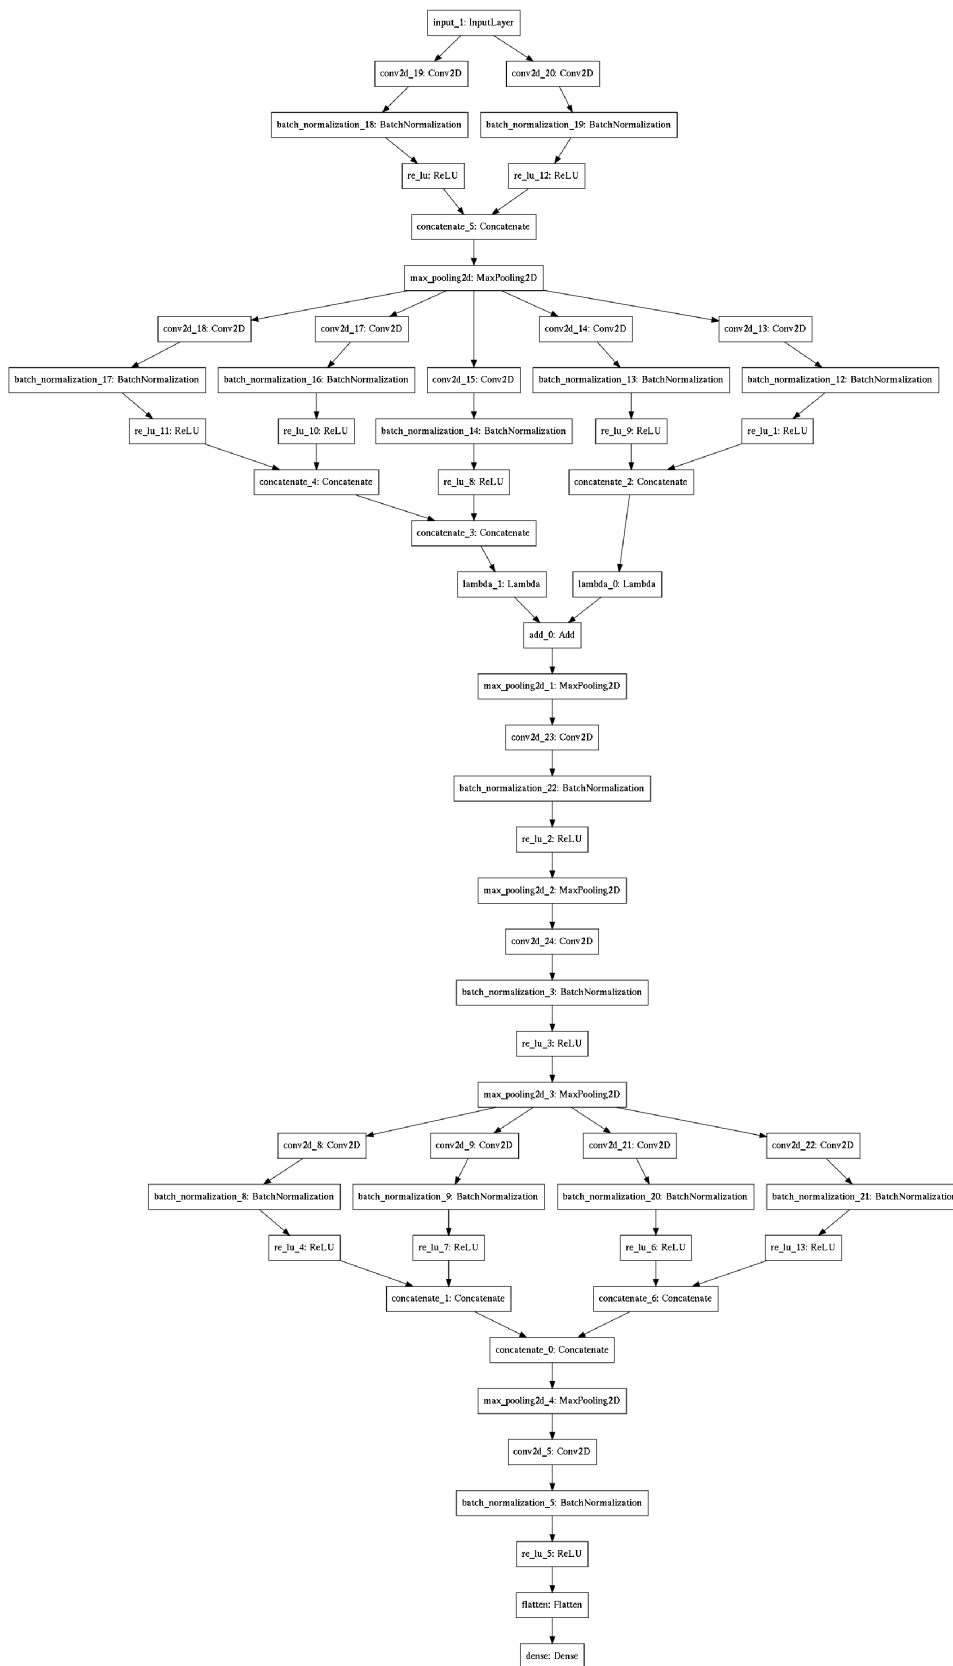 input_1: InputLayer
conv2d_19: Conv2D
conv2d_20: Conv2D
batch_normalization_18: BatchNormalization
batch_normalization_19: BatchNormalization
re_lu: ReLU
re_lu_12: ReLU
concatenate_5: Concatenate
max_pooling2d: MaxPooling2D
conv2d_18: Conv2D
conv2d_17: Conv2D
conv2d_14: Conv2D
conv2d_13: Conv2D
batch_normalization_17: BatchNormalization
batch_normalization_16: BatchNormalization
conv2d_15: Conv2D
batch_normalization_13: BatchNormalization
batch_normalization_12: BatchNormalization
re_lu_11: ReLU
re_lu_10: ReLU
batch_normalization_14: BatchNormalization
re_lu_9: ReLU
re_lu_1: ReLU
concatenate_4: Concatenate
re_lu_8: ReLU
concatenate_2: Concatenate
concatenate_3: Concatenate
lambda_1: Lambda
lambda_0: Lambda
add_0: Add
max_pooling2d_1: MaxPooling2D
conv2d_23: Conv2D
batch_normalization_22: BatchNormalization
re_lu_2: ReLU
max_pooling2d_2: MaxPooling2D
conv2d_24: Conv2D
batch_normalization_3: BatchNormalization
re_lu_3: ReLU
max_pooling2d_3: MaxPooling2D
conv2d_8: Conv2D
conv2d_9: Conv2D
conv2d_21: Conv2D
conv2d_22: Conv2D
batch_normalization_8: BatchNormalization
batch_normalization_9: BatchNormalization
batch_normalization_20: BatchNormalization
batch_normalization_21: BatchNormalization
re_lu_4: ReLU
re_lu_7: ReLU
re_lu_6: ReLU
re_lu_13: ReLU
concatenate_1: Concatenate
concatenate_6: Concatenate
concatenate_0: Concatenate
max_pooling2d_4: MaxPooling2D
conv2d_5: Conv2D
batch_normalization_5: BatchNormalization
re_lu_5: ReLU
flatten: Flatten
dense: Dense